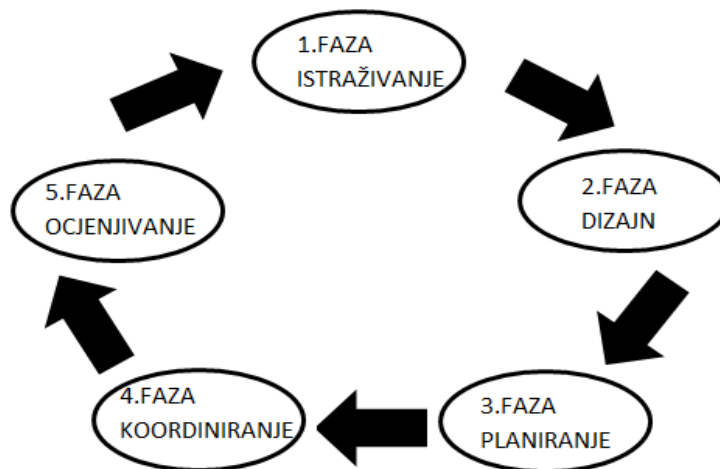 1.FAZA
ISTRAŽIVANJE
2.FAZA
DIZAJN
3.FAZA
PLANIRANJE
4.FAZA
KOORDINIRANJE
5.FAZA
OCJENJIVANJE